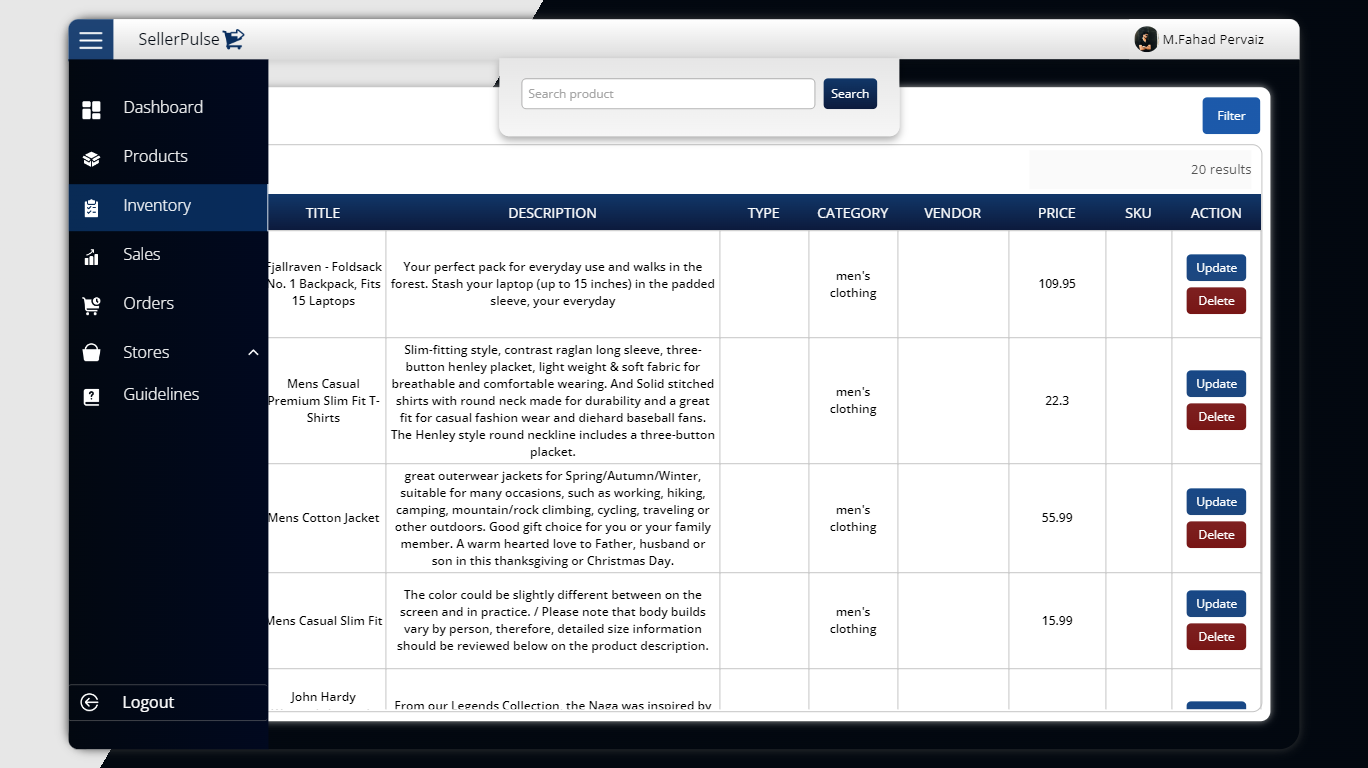 SellerPulse
M.Fahad Pervaiz
Search product
Search
Filter
20 results
Dashboard
Products
Inventory
Sales
Orders
Stores
Guidelines
Logout
TITLE DESCRIPTION TYPE CATEGORY VENDOR PRICE SKU ACTION
Fjallraven - Foldsack
No. 1 Backpack, Fits
15 Laptops
Your perfect pack for everyday use and walks in the
forest. Stash your laptop (up to 15 inches) in the padded
sleeve, your everyday
men's
clothing
109.95
Update
Delete
Mens Casual
Premium Slim Fit T-
Shirts
Slim-fitting style, contrast raglan long sleeve, three-
button henley placket, light weight & soft fabric for
breathable and comfortable wearing. And Solid stitched
shirts with round neck made for durability and a great
fit for casual fashion wear and diehard baseball fans.
The Henley style round neckline includes a three-button
placket.
men's
clothing
22.3
Update
Delete
Mens Cotton Jacket
great outerwear jackets for Spring/Autumn/Winter,
suitable for many occasions, such as working, hiking,
camping, mountain/rock climbing, cycling, traveling or
other outdoors. Good gift choice for you or your family
member. A warm hearted love to Father, husband or
son in this thanksgiving or Christmas Day.
men's
clothing
55.99
Update
Delete
Mens Casual Slim Fit
The color could be slightly different between on the
screen and in practice. / Please note that body builds
vary by person, therefore, detailed size information
should be reviewed below on the product description.
men's
clothing
15.99
Update
Delete
John Hardy
From our Legends Collection, the Naga was inspired by